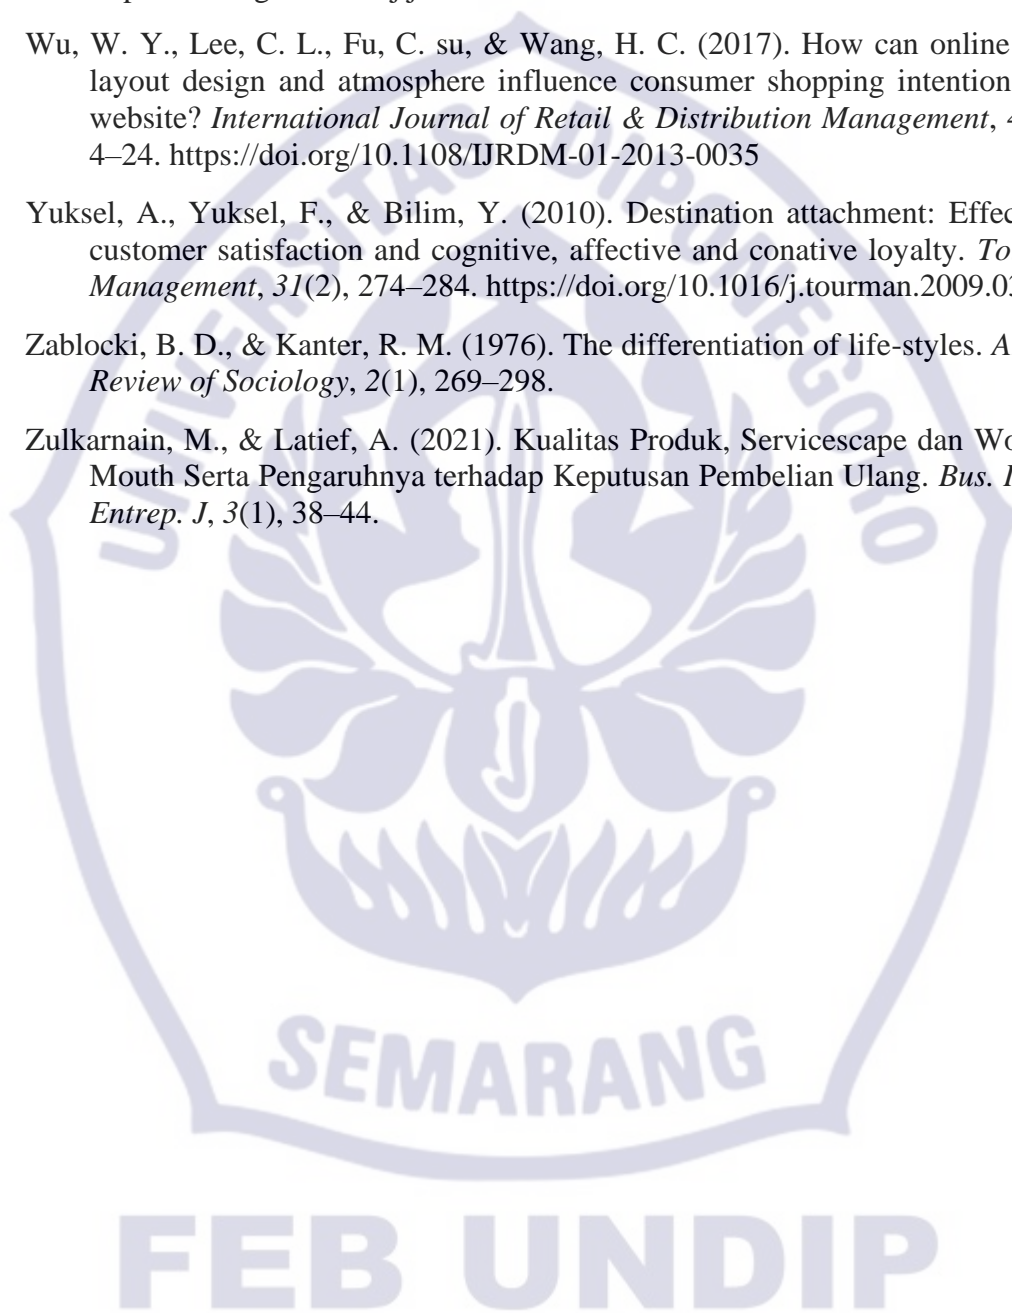 Wu, W. Y., Lee, C. L., Fu, C. su, & Wang, H. C. (2017). How can online
layout design and atmosphere influence consumer shopping intention
website? International Journal of Retail & Distribution Management, 4
4–24. https://doi.org/10.1108/IJRDM-01-2013-0035
Yuksel, A., Yuksel, F., & Bilim, Y. (2010). Destination attachment: Effec
customer satisfaction and cognitive, affective and conative loyalty. To
Management, 31(2), 274–284. https://doi.org/10.1016/j.tourman.2009.03
Zablocki, B. D., & Kanter, R. M. (1976). The differentiation of life-styles. A
Review of Sociology, 2(1), 269–298.
Zulkarnain, M., & Latief, A. (2021). Kualitas Produk, Servicescape dan Wo
Mouth Serta Pengaruhnya terhadap Keputusan Pembelian Ulang. Bus.
Entrep. J, 3(1), 38–44.
UNIVERSITAS DIPONEGORO
SEMARANG
FEB UNDIP